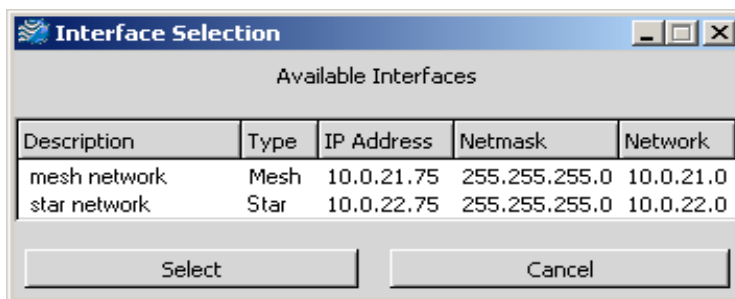 Interface Selection
Available Interfaces
Description Type IP Address Netmask Network
mesh network Mesh 10.0.21.75 255.255.255.0 10.0.21.0
star network Star 10.0.22.75 255.255.255.0 10.0.22.0
Select Cancel